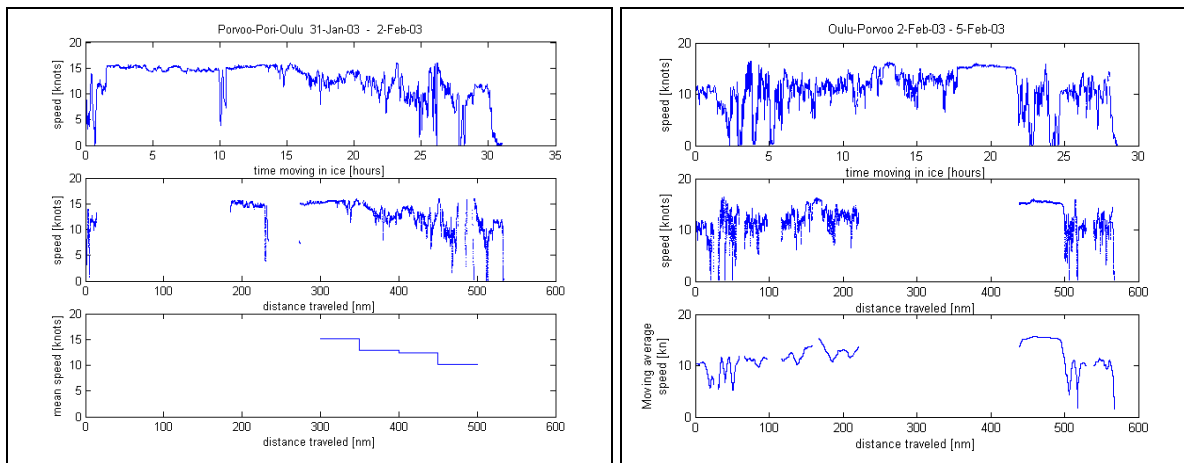 Porvoo-Pori-Oulu 31-Jan-03 - 2-Feb-03
20
15
10
5
0
speed [knots]
0 5 10 15 20 25 30 35
time moving in ice [hours]
20
15
10
5
0
speed [knots]
0 100 200 300 400 500 600
distance traveled [nm]
20
15
10
5
0
mean speed [knots]
0 100 200 300 400 500 600
distance traveled [nm]
Oulu-Porvoo 2-Feb-03 - 5-Feb-03
20
10
0
speed [knots]
0 5 10 15 20 25 30
time moving in ice [hours]
20
15
10
5
0
speed [knots]
0 100 200 300 400 500 600
distance traveled [nm]
20
10
0
Moving average
speed [kn]
0 100 200 300 400 500 600
distance traveled [nm]